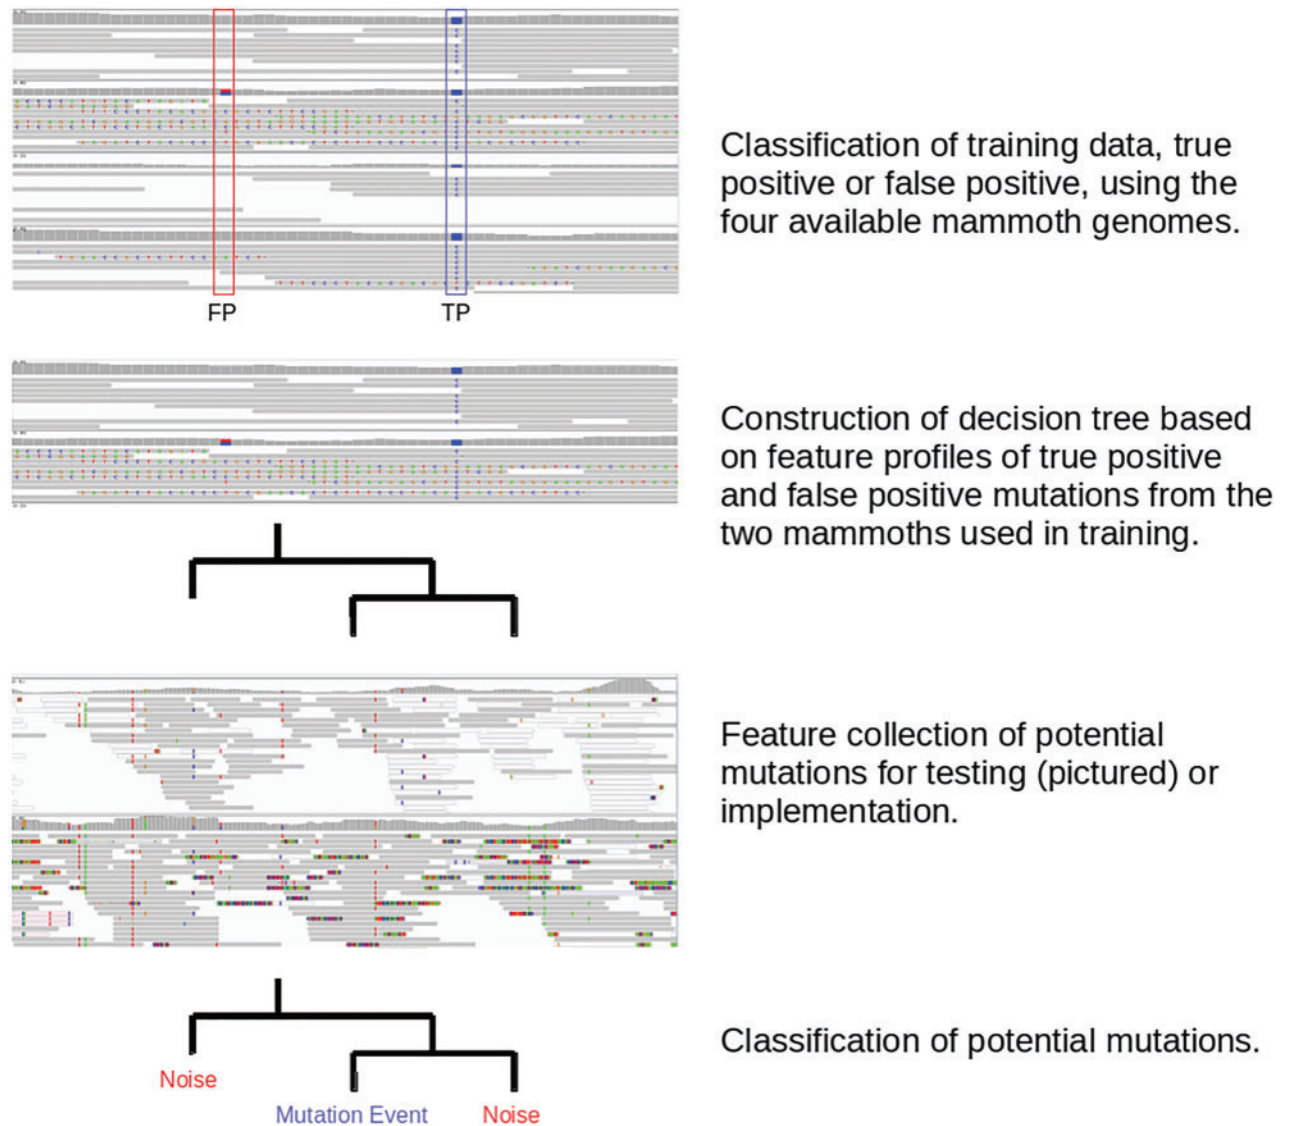 Classification of training data, true
positive or false positive, using the
four available mammoth genomes.
FP
TP
Construction of decision tree based
on feature profiles of true positive
and false positive mutations from the
two mammoths used in training.
Feature collection of potential
mutations for testing (pictured) or
implementation.
Classification of potential mutations.
Noise
Mutation Event
Noise